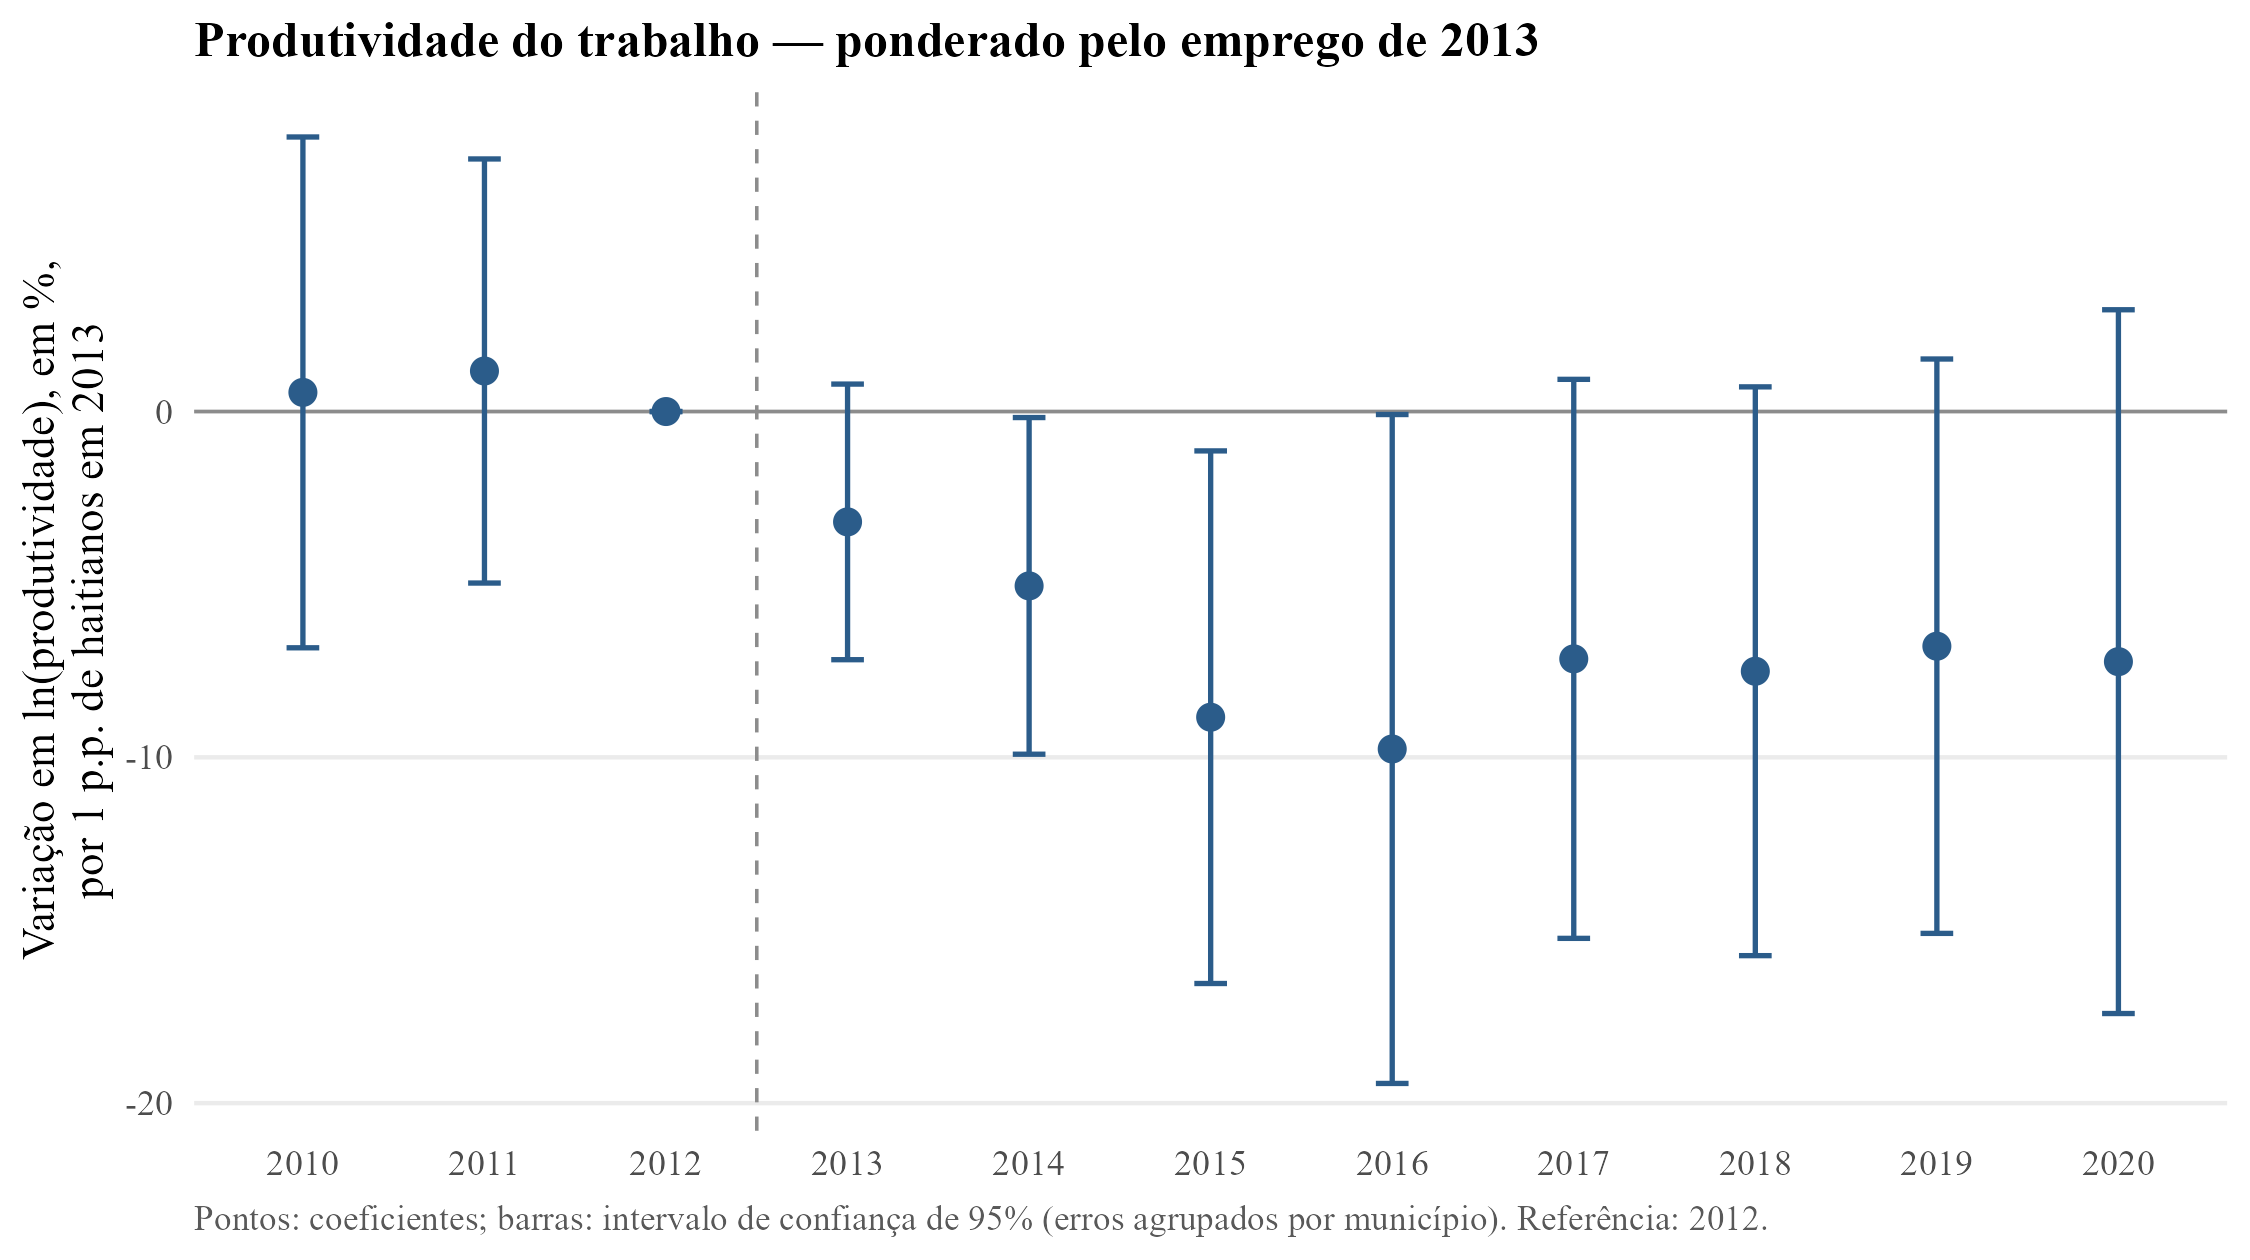 Produtividade do trabalho — ponderado pelo emprego de 2013
Variação em ln(produtividade), em %,
por 1 p.p. de haitianos em 2013
0
-10
-20
2010 2011 2012 2013 2014 2015 2016 2017 2018 2019 2020
Pontos: coeficientes; barras: intervalo de confiança de 95% (erros agrupados por município). Referência: 2012.